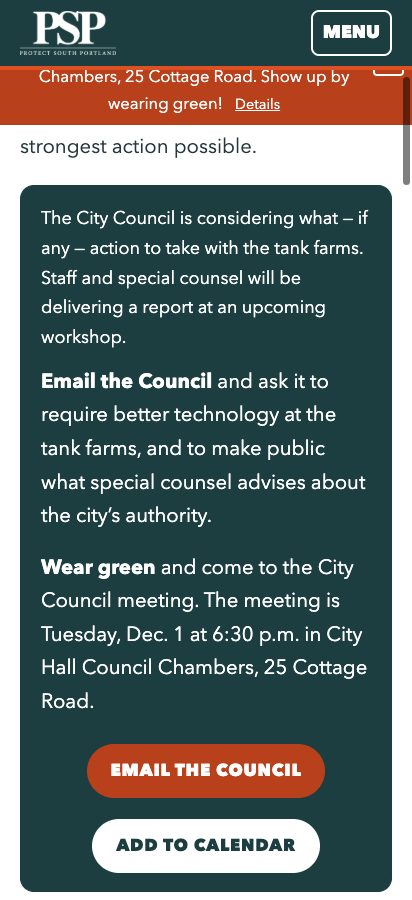 PSP
PROTECT SOUTH PORTLAND
MENU
Chambers, 25 Cottage Road. Show up by
wearing green! Details
strongest action possible.
The City Council is considering what – if
any – action to take with the tank farms.
Staff and special counsel will be
delivering a report at an upcoming
workshop.
Email the Council and ask it to
require better technology at the
tank farms, and to make public
what special counsel advises about
the city’s authority.
Wear green and come to the City
Council meeting. The meeting is
Tuesday, Dec. 1 at 6:30 p.m. in City
Hall Council Chambers, 25 Cottage
Road.
EMAIL THE COUNCIL
ADD TO CALENDAR